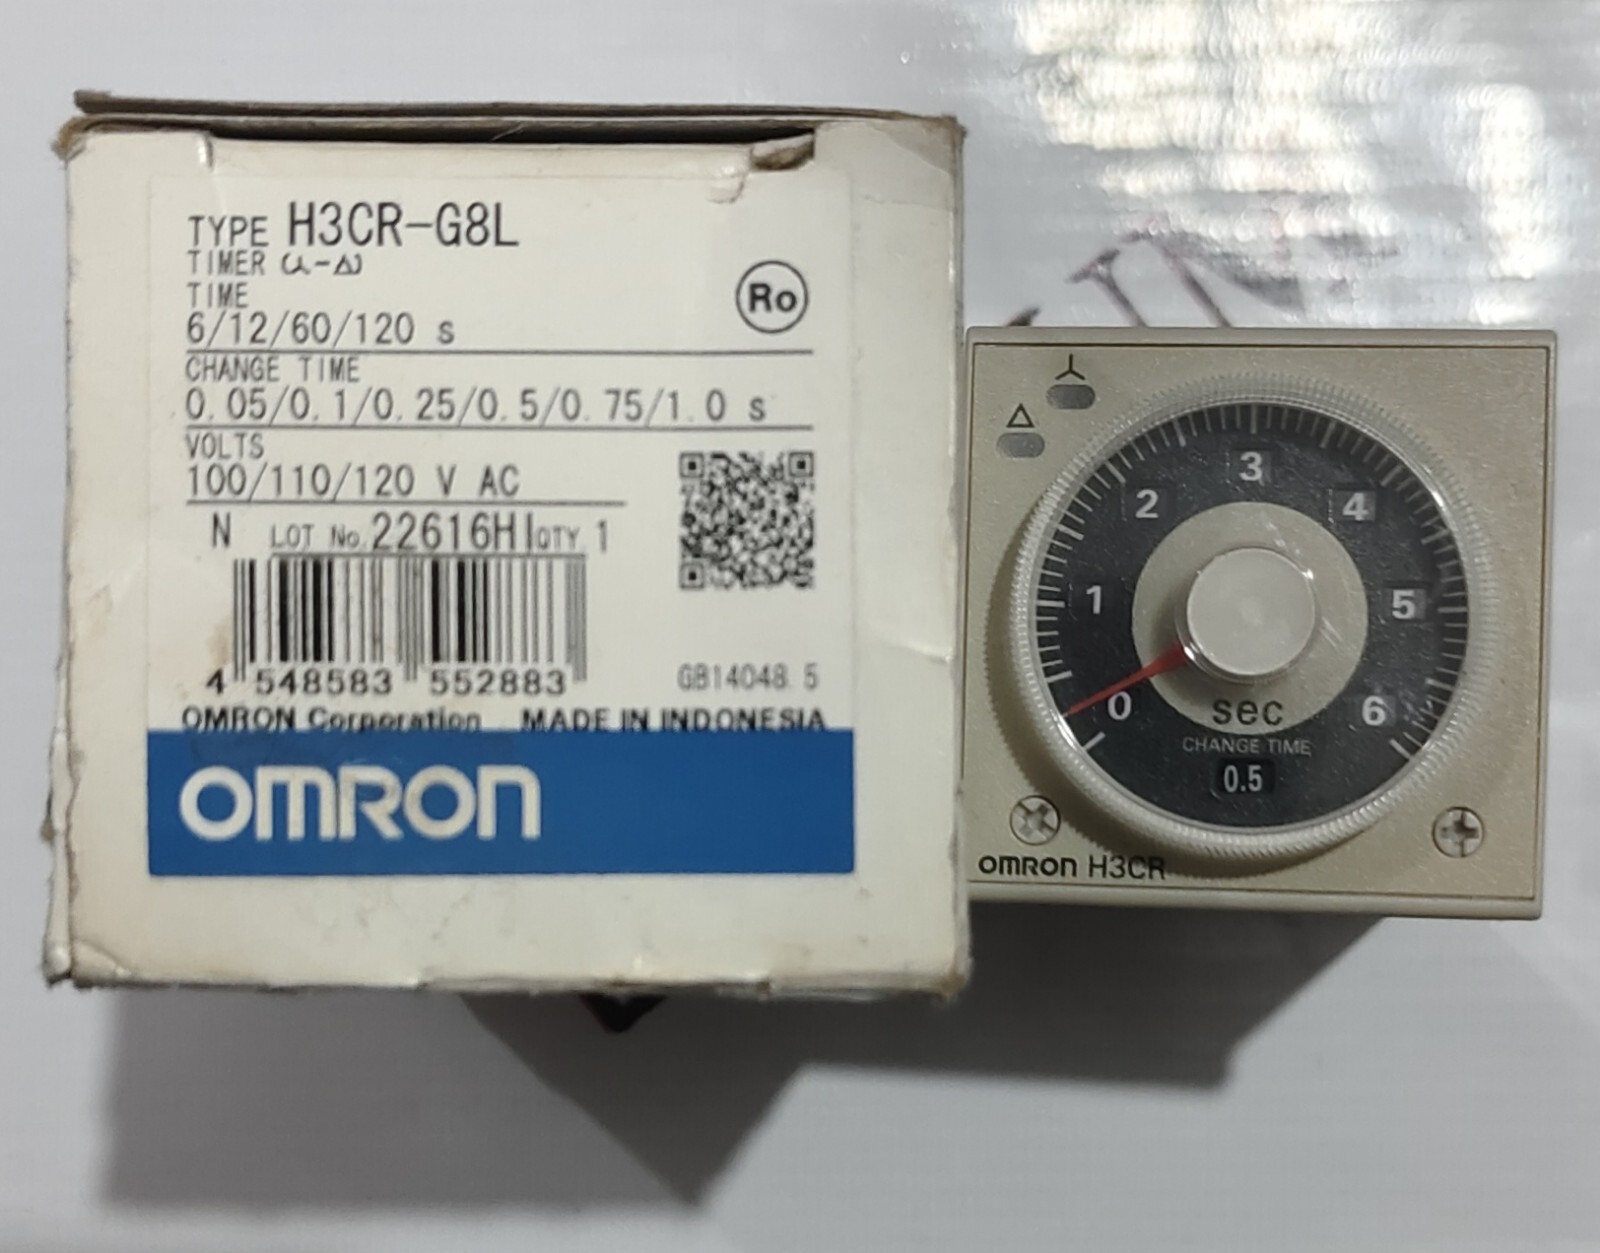 TYPE H3CR-G8L
TIMER (⅄-Δ)
TIME
6/12/60/120 s
Ro
CHANGE TIME
0.05/0.1/0.25/0.5/0.75/1.0 s
VOLTS
100/110/120 V AC
N LOT No. 22616HI QTY 1
4 548583 552883
GB14048.5
OMRON Corporation MADE IN INDONESIA
OMRON
Δ
0 1 2 3 4 5 6
sec
CHANGE TIME
0.5
OMRON H3CR